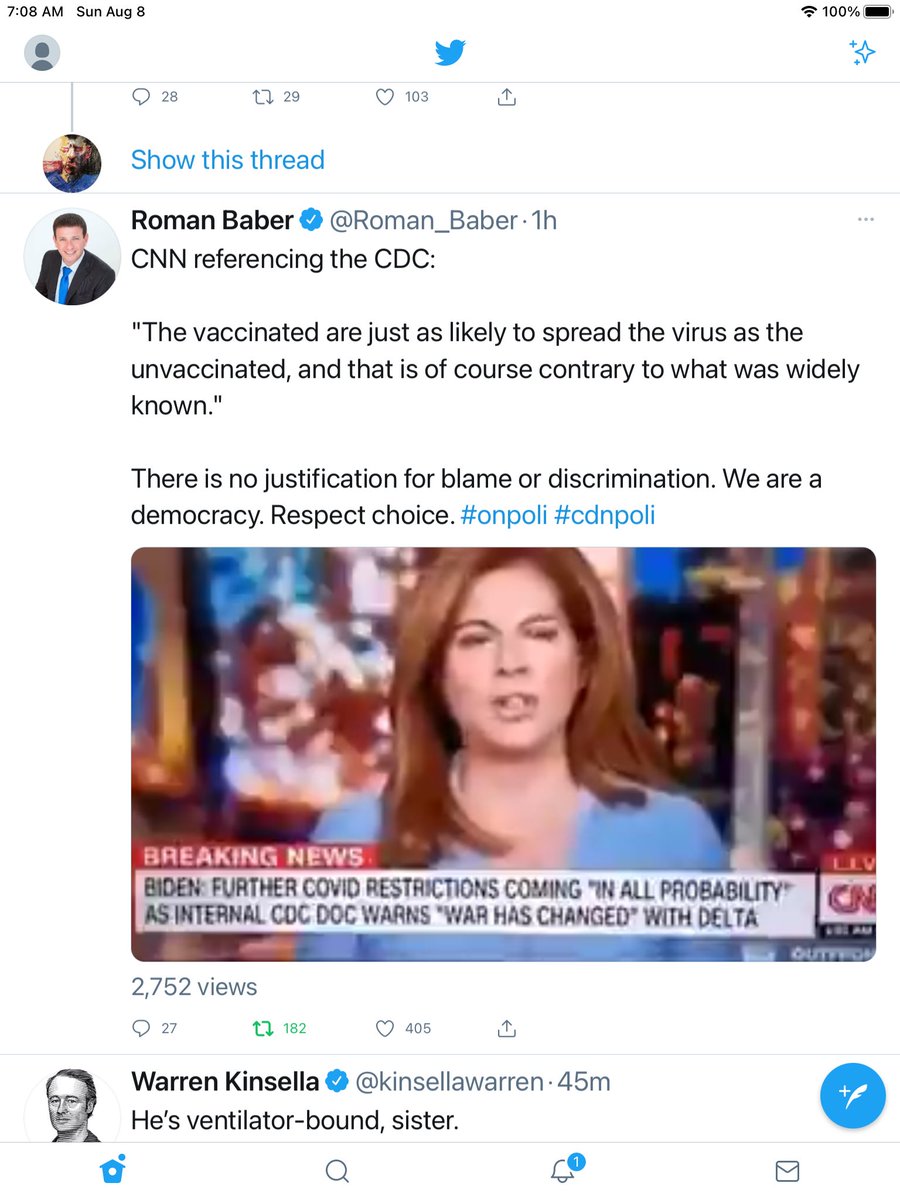 7:08 AM Sun Aug 8
100%
28 29 103
Show this thread
Roman Baber @Roman_Baber · 1h
CNN referencing the CDC:
"The vaccinated are just as likely to spread the virus as the
unvaccinated, and that is of course contrary to what was widely
known."
There is no justification for blame or discrimination. We are a
democracy. Respect choice. #onpoli #cdnpoli
BREAKING NEWS
BIDEN: FURTHER COVID RESTRICTIONS COMING "IN ALL PROBABILITY"
AS INTERNAL CDC DOC WARNS "WAR HAS CHANGED" WITH DELTA
LIV
CN
2,752 views
27 182 405
Warren Kinsella @kinsellawarren · 45m
He's ventilator-bound, sister.
1